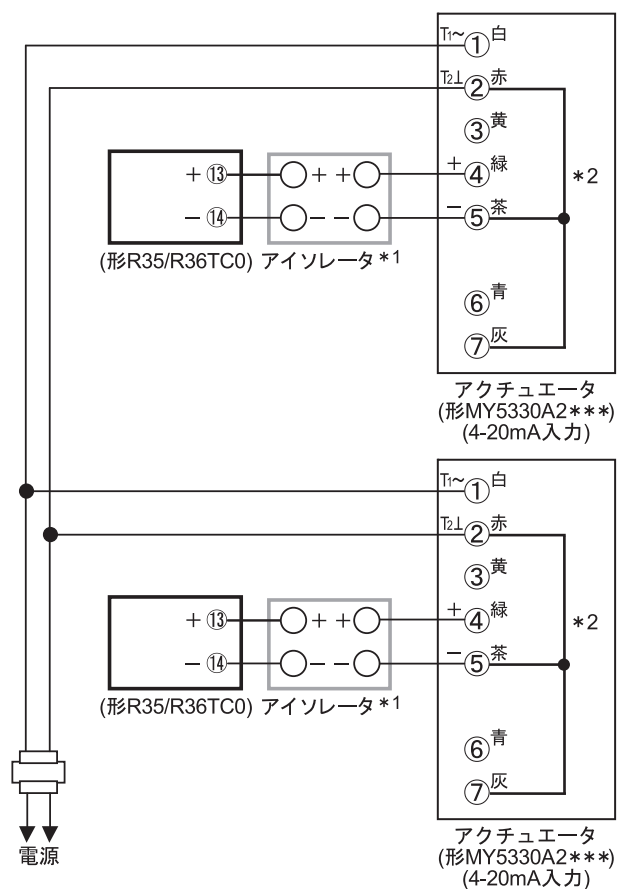 T1～ ① 白
T2⊥ ② 赤
③ 黄
+ ⑬ + + + ④ 緑
*2
− ⑭ − − − ⑤ 茶
(形R35/R36TC0) アイソレータ*1
⑥ 青
⑦ 灰
アクチュエータ
(形MY5330A2***)
(4-20mA入力)
T1～ ① 白
T2⊥ ② 赤
③ 黄
+ ⑬ + + + ④ 緑
*2
− ⑭ − − − ⑤ 茶
(形R35/R36TC0) アイソレータ*1
⑥ 青
⑦ 灰
電源
アクチュエータ
(形MY5330A2***)
(4-20mA入力)